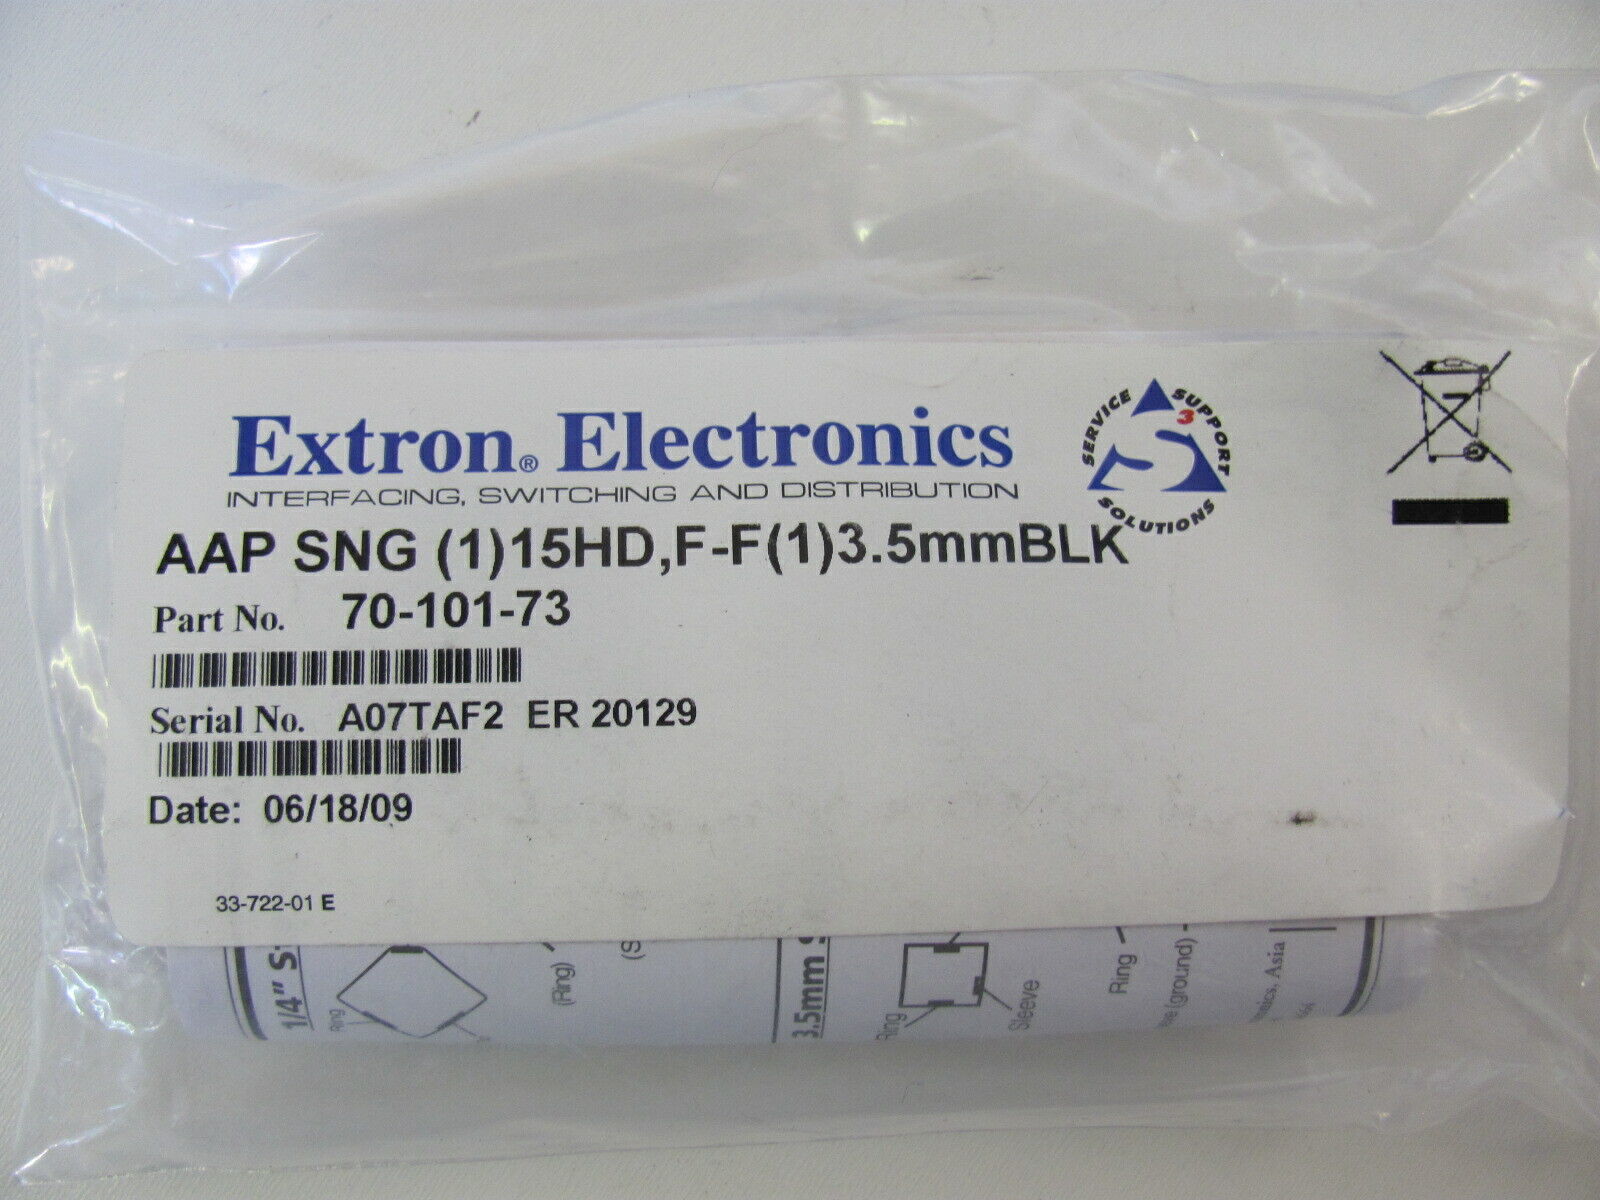 Extron® Electronics
INTERFACING, SWITCHING AND DISTRIBUTION
SERVICE SUPPORT SOLUTIONS
S 3
AAP SNG (1)15HD,F-F(1)3.5mmBLK
Part No. 70-101-73
Serial No. A07TAF2 ER 20129
Date: 06/18/09
33-722-01 E
1/4"
Ring
(Ring)
3.5mm
Ring
Sleeve
Ring
(ground)
Asia